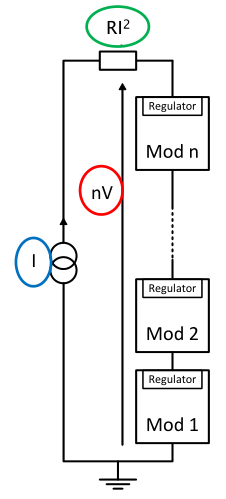 RI²
Regulator
Mod n
nV
I
Regulator
Mod 2
Regulator
Mod 1